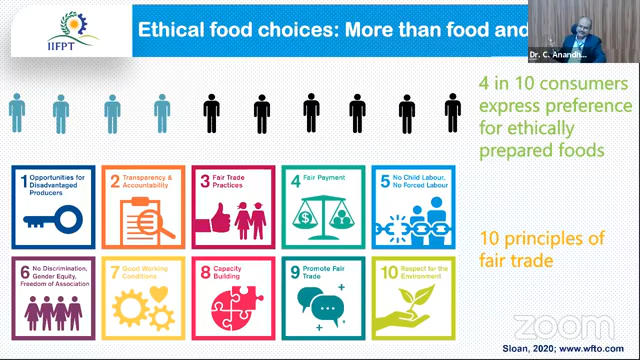 IIFPT
Ethical food choices: More than food and
Dr. C. Anandh...
4 in 10 consumers
express preference
for ethically
prepared foods
1 Opportunities for
Disadvantaged
Producers
2 Transparency &
Accountability
3 Fair Trade
Practices
4 Fair Payment
5 No Child Labour,
No Forced Labour
10 principles of
fair trade
6 No Discrimination,
Gender Equity,
Freedom of Association
7 Good Working
Conditions
8 Capacity
Building
9 Promote Fair
Trade
10 Respect for the
Environment
zoom
Sloan, 2020; www.wfto.com